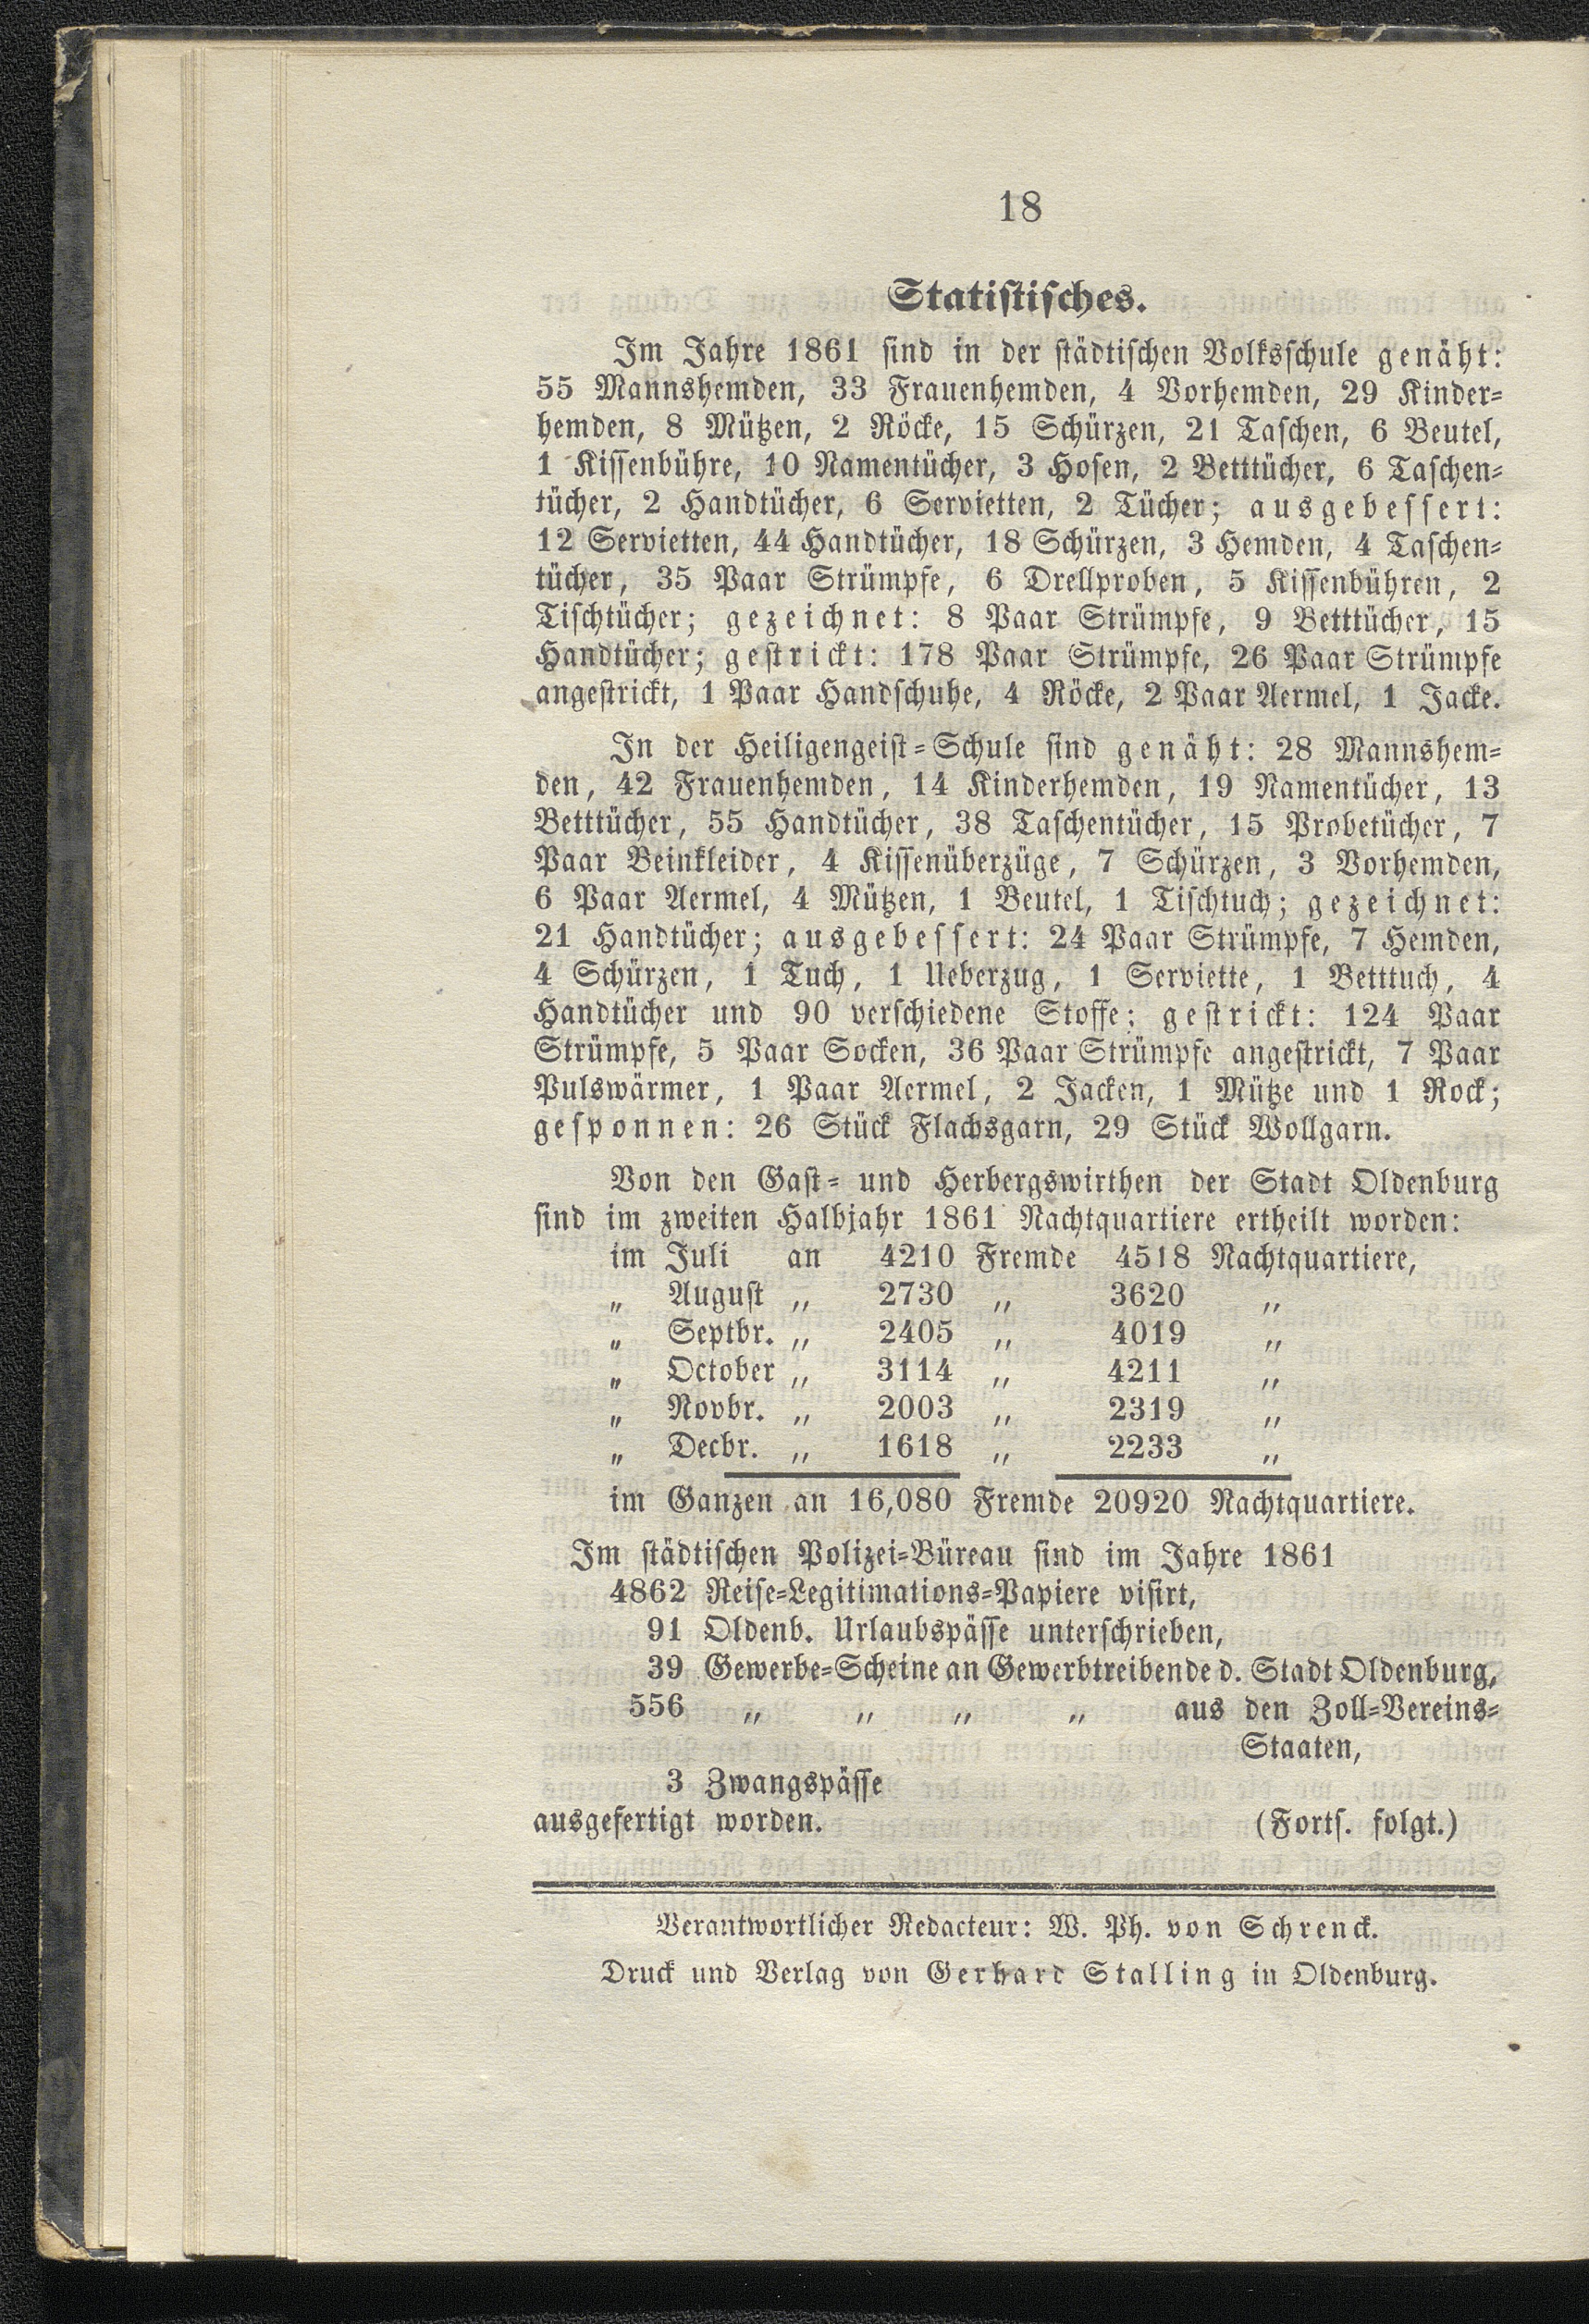 18
Statistisches.
Im Jahre 1861 sind in der städtischen Volksschule genäht:
55 Mannshemden, 33 Frauenhemden, 4 Vorhemden, 29 Kinder-
hemden, 8 Mützen, 2 Röcke, 15 Schürzen, 21 Taschen, 6 Beutel,
1 Kissenbühre, 10 Namentücher, 3 Hosen, 2 Betttücher, 6 Taschen-
tücher, 2 Handtücher, 6 Servietten, 2 Tücher; ausgebessert:
12 Servietten, 44 Handtücher, 18 Schürzen, 3 Hemden, 4 Taschen-
tücher, 35 Paar Strümpfe, 6 Drellproben, 5 Kissenbühren, 2
Tischtücher; gezeichnet: 8 Paar Strümpfe, 9 Betttücher, 15
Handtücher; gestrickt: 178 Paar Strümpfe, 26 Paar Strümpfe
angestrickt, 1 Paar Handschuhe, 4 Röcke, 2 Paar Aermel, 1 Jacke.
In der Heiligengeist-Schule sind genäht: 28 Mannshem-
den, 42 Frauenhemden, 14 Kinderhemden, 19 Namentücher, 13
Betttücher, 55 Handtücher, 38 Taschentücher, 15 Probetücher, 7
Paar Beinkleider, 4 Kissenüberzüge, 7 Schürzen, 3 Vorhemden,
6 Paar Aermel, 4 Mützen, 1 Beutel, 1 Tischtuch; gezeichnet:
21 Handtücher; ausgebessert: 24 Paar Strümpfe, 7 Hemden,
4 Schürzen, 1 Tuch, 1 Ueberzug, 1 Serviette, 1 Betttuch, 4
Handtücher und 90 verschiedene Stoffe; gestrickt: 124 Paar
Strümpfe, 5 Paar Socken, 36 Paar Strümpfe angestrickt, 7 Paar
Pulswärmer, 1 Paar Aermel, 2 Jacken, 1 Mütze und 1 Rock;
gesponnen: 26 Stück Flachsgarn, 29 Stück Wollgarn.
Von den Gast- und Herbergswirthen der Stadt Oldenburg
sind im zweiten Halbjahr 1861 Nachtquartiere ertheilt worden:
im Juli an 4210 Fremde 4518 Nachtquartiere,
„ August „ 2730 „ 3620 „
„ Septbr. „ 2405 „ 4019 „
„ October „ 3114 „ 4211 „
„ Novbr. „ 2003 „ 2319 „
„ Decbr. „ 1618 „ 2233 „
im Ganzen an 16,080 Fremde 20920 Nachtquartiere.
Im städtischen Polizei-Büreau sind im Jahre 1861
4862 Reise-Legitimations-Papiere visirt,
91 Oldenb. Urlaubspässe unterschrieben,
39 Gewerbe-Scheine an Gewerbtreibende d. Stadt Oldenburg,
556 „ „ „ „ aus den Zoll-Vereins-
Staaten,
3 Zwangspässe
ausgefertigt worden. (Forts. folgt.)
Verantwortlicher Redacteur: W. Ph. von Schrenck.
Druck und Verlag von Gerhard Stalling in Oldenburg.